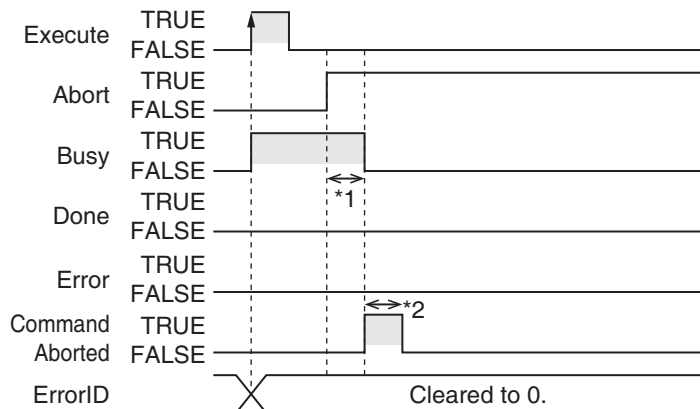 Execute TRUE
FALSE
Abort TRUE
FALSE
Busy TRUE
FALSE
*1
Done TRUE
FALSE
Error TRUE
FALSE
*2
Command TRUE
Aborted FALSE
ErrorID Cleared to 0.